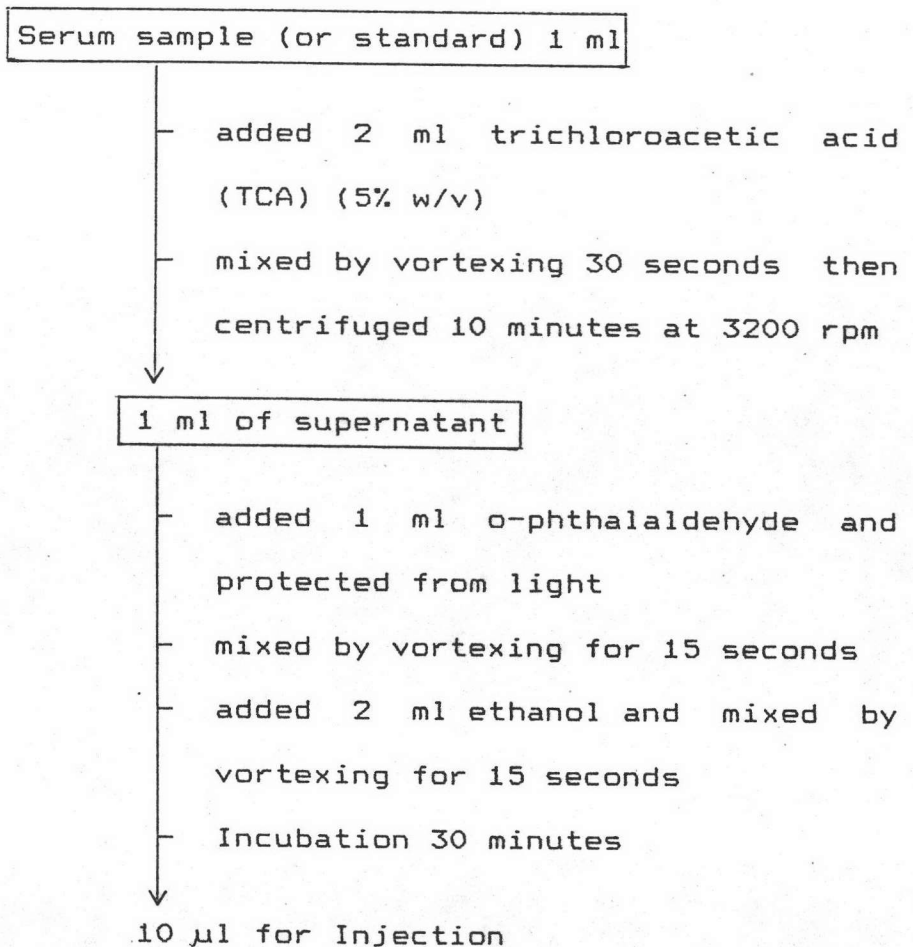 Serum sample (or standard) 1 ml
added 2 ml trichloroacetic acid
(TCA) (5% w/v)
mixed by vortexing 30 seconds then
centrifuged 10 minutes at 3200 rpm
1 ml of supernatant
added 1 ml o-phthalaldehyde and
protected from light
mixed by vortexing for 15 seconds
added 2 ml ethanol and mixed by
vortexing for 15 seconds
Incubation 30 minutes
10 µl for Injection